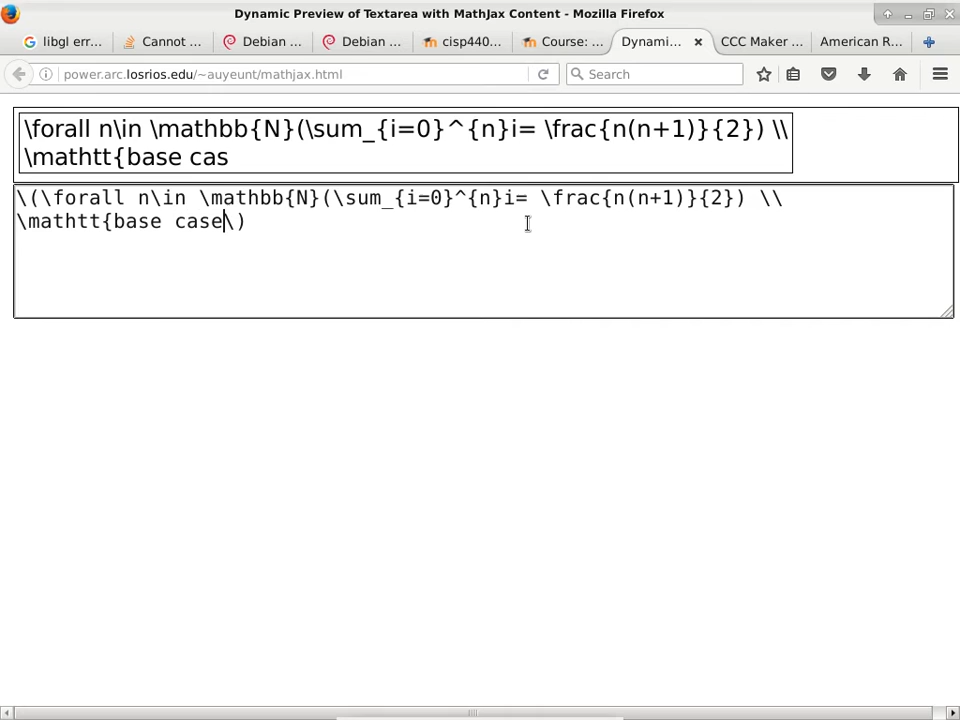 Dynamic Preview of Textarea with MathJax Content - Mozilla Firefox
libgl err... Cannot ... Debian ... Debian ... cisp440... Course: ... Dynami... CCC Maker ... American R...
power.arc.losrios.edu/~auyeunt/mathjax.html Search
\forall n\in \mathbb{N}(\sum_{i=0}^{n}i= \frac{n(n+1)}{2}) \\
\mathtt{base cas
\(\forall n\in \mathbb{N}(\sum_{i=0}^{n}i= \frac{n(n+1)}{2}) \\
\mathtt{base case\)